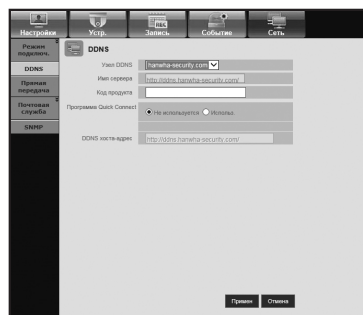 Настройки Устр. Запись Событие Сеть
REC
Режим
подключ.
DDNS
Прямая
передача
Почтовая
служба
SNMP
DDNS
Узел DDNS hanwha-security.com
Имя сервера http://ddns.hanwha-security.com/
Код продукта
Программа Quick Connect Не используется Использ.
DDNS хоста-адрес http://ddns.hanwha-security.com/
Примен Отмена